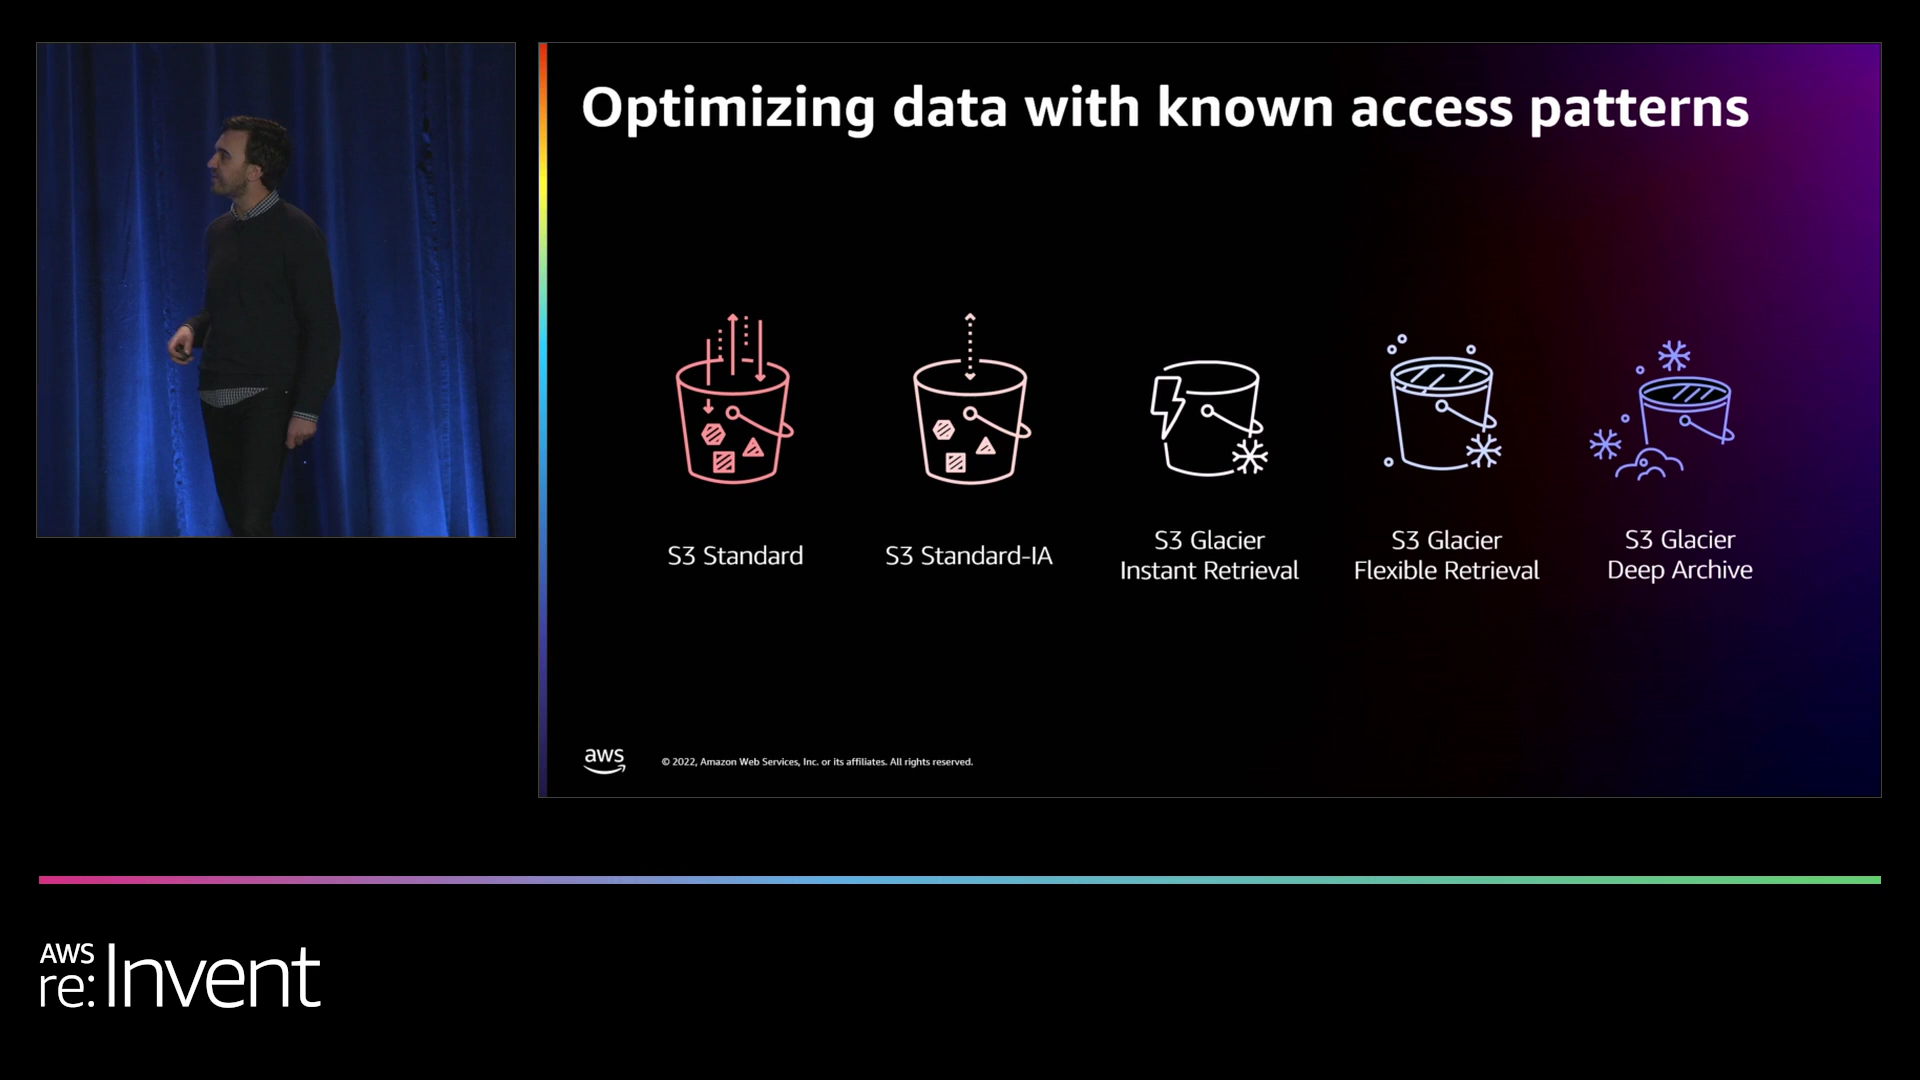 Optimizing data with known access patterns
S3 Standard
S3 Standard-IA
S3 Glacier
Instant Retrieval
S3 Glacier
Flexible Retrieval
S3 Glacier
Deep Archive
aws
© 2022, Amazon Web Services, Inc. or its affiliates. All rights reserved.
AWS
re:Invent